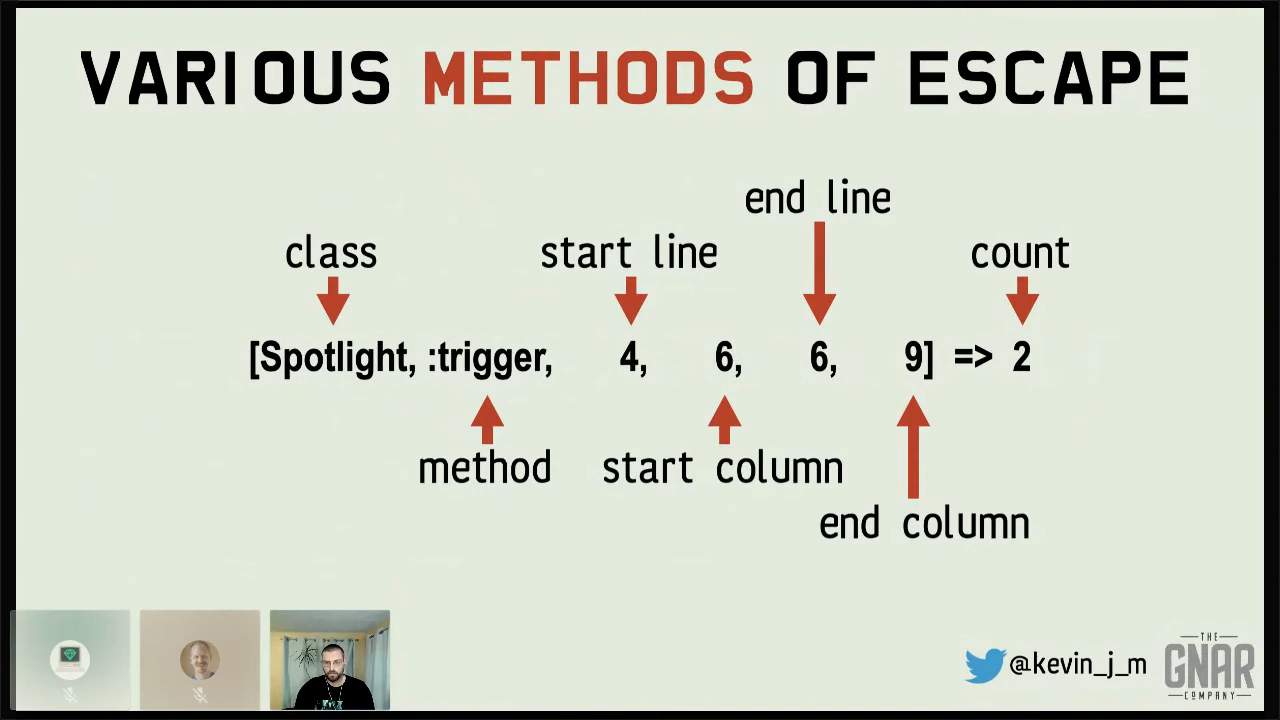 VARIOUS METHODS OF ESCAPE
end line
class
start line
count
[Spotlight, :trigger, 4, 6, 6, 9] => 2
method
start column
end column
@kevin_j_m
THE
GNAR
COMPANY